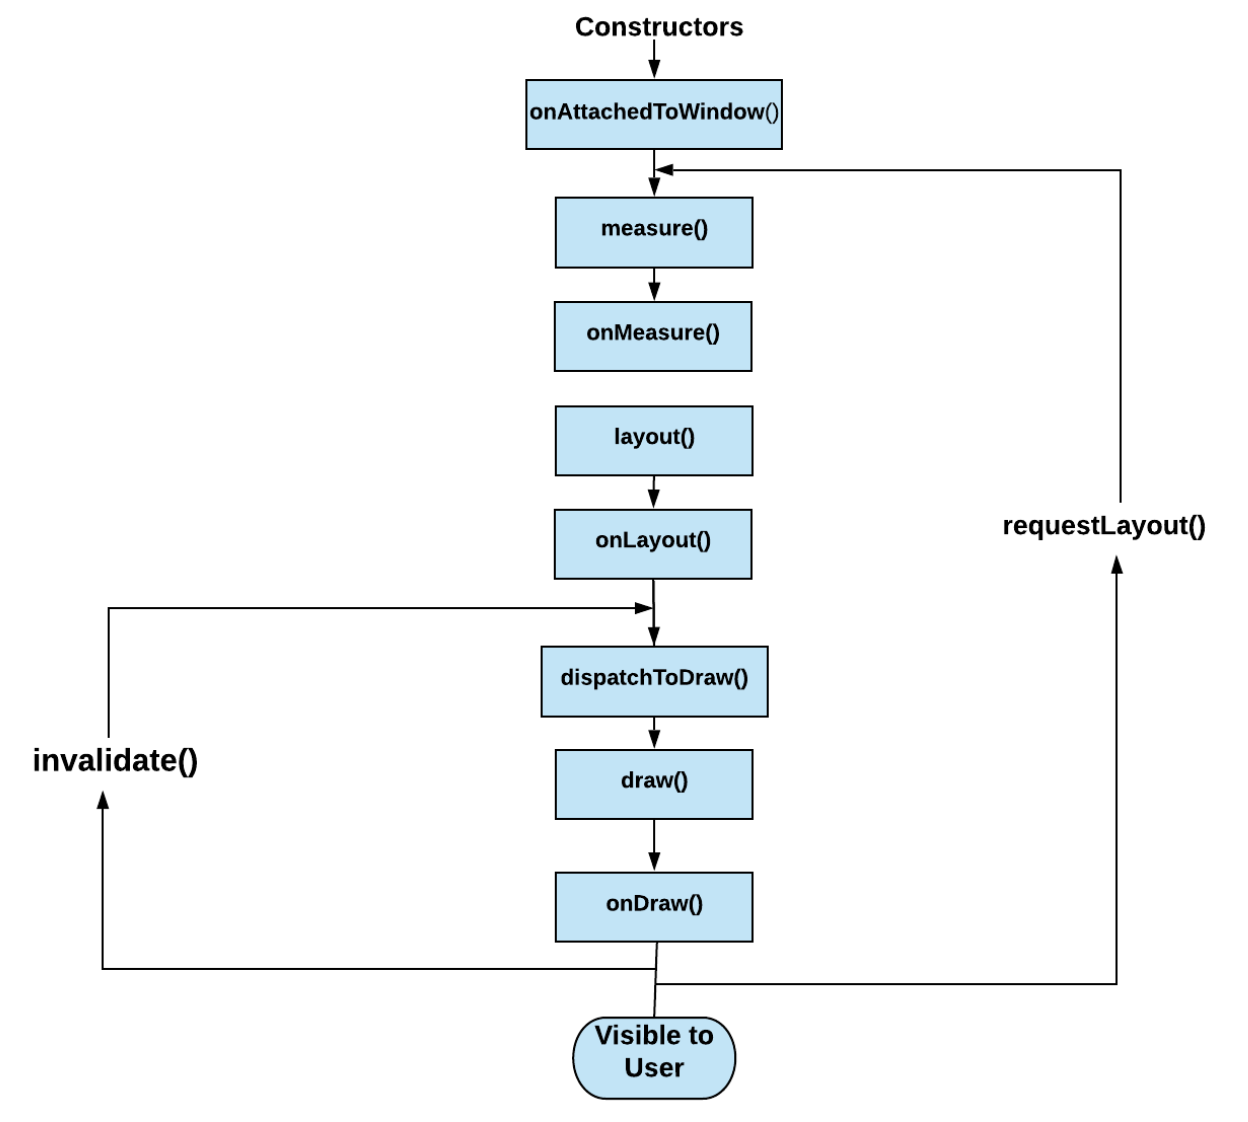 Constructors
onAttachedToWindow()
measure()
onMeasure()
layout()
requestLayout()
onLayout()
dispatchToDraw()
invalidate()
draw()
onDraw()
Visible to
User